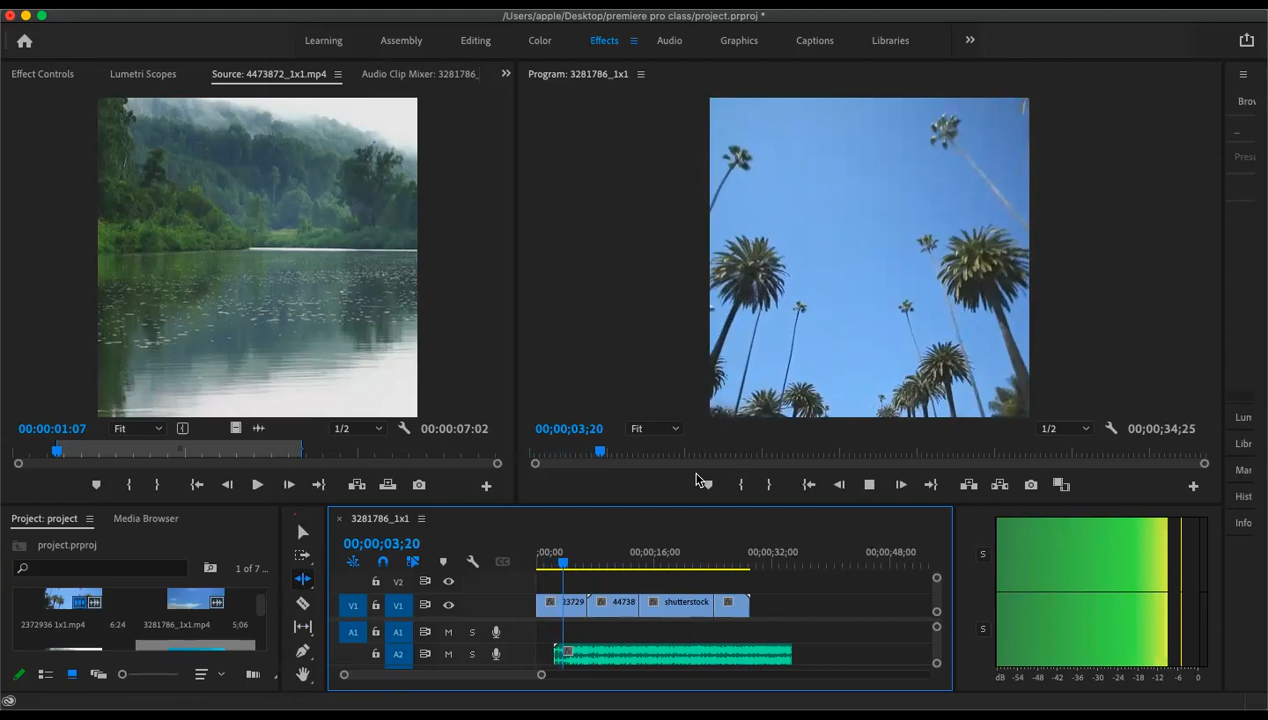 /Users/apple/Desktop/premiere pro class/project.prproj *
Learning Assembly Editing Color Effects Audio Graphics Captions Libraries
Effect Controls Lumetri Scopes Source: 4473872_1x1.mp4 Audio Clip Mixer: 3281786_ Program: 3281786_1x1
Brov
...
Prese
00:00:01:07 Fit 1/2 00:00:07:02 00;00;03;20 Fit 1/2 00;00;34;25
Lum
Libr
Mar
Hist
Info
Project: project Media Browser 3281786_1x1
project.prproj 00;00;03;20
1 of 7 ...
;00;00 00;00;16;00 00;00;32;00 00;00;48;00
V2
V1 V1 23729 44738 shutterstock
2372936 1x1.mp4 6:24 3281786_1x1.mp4 5;06
A1 A1 M S
A2 M S
S
S
dB -54 -48 -42 -36 -30 -24 -18 -12 -6 0